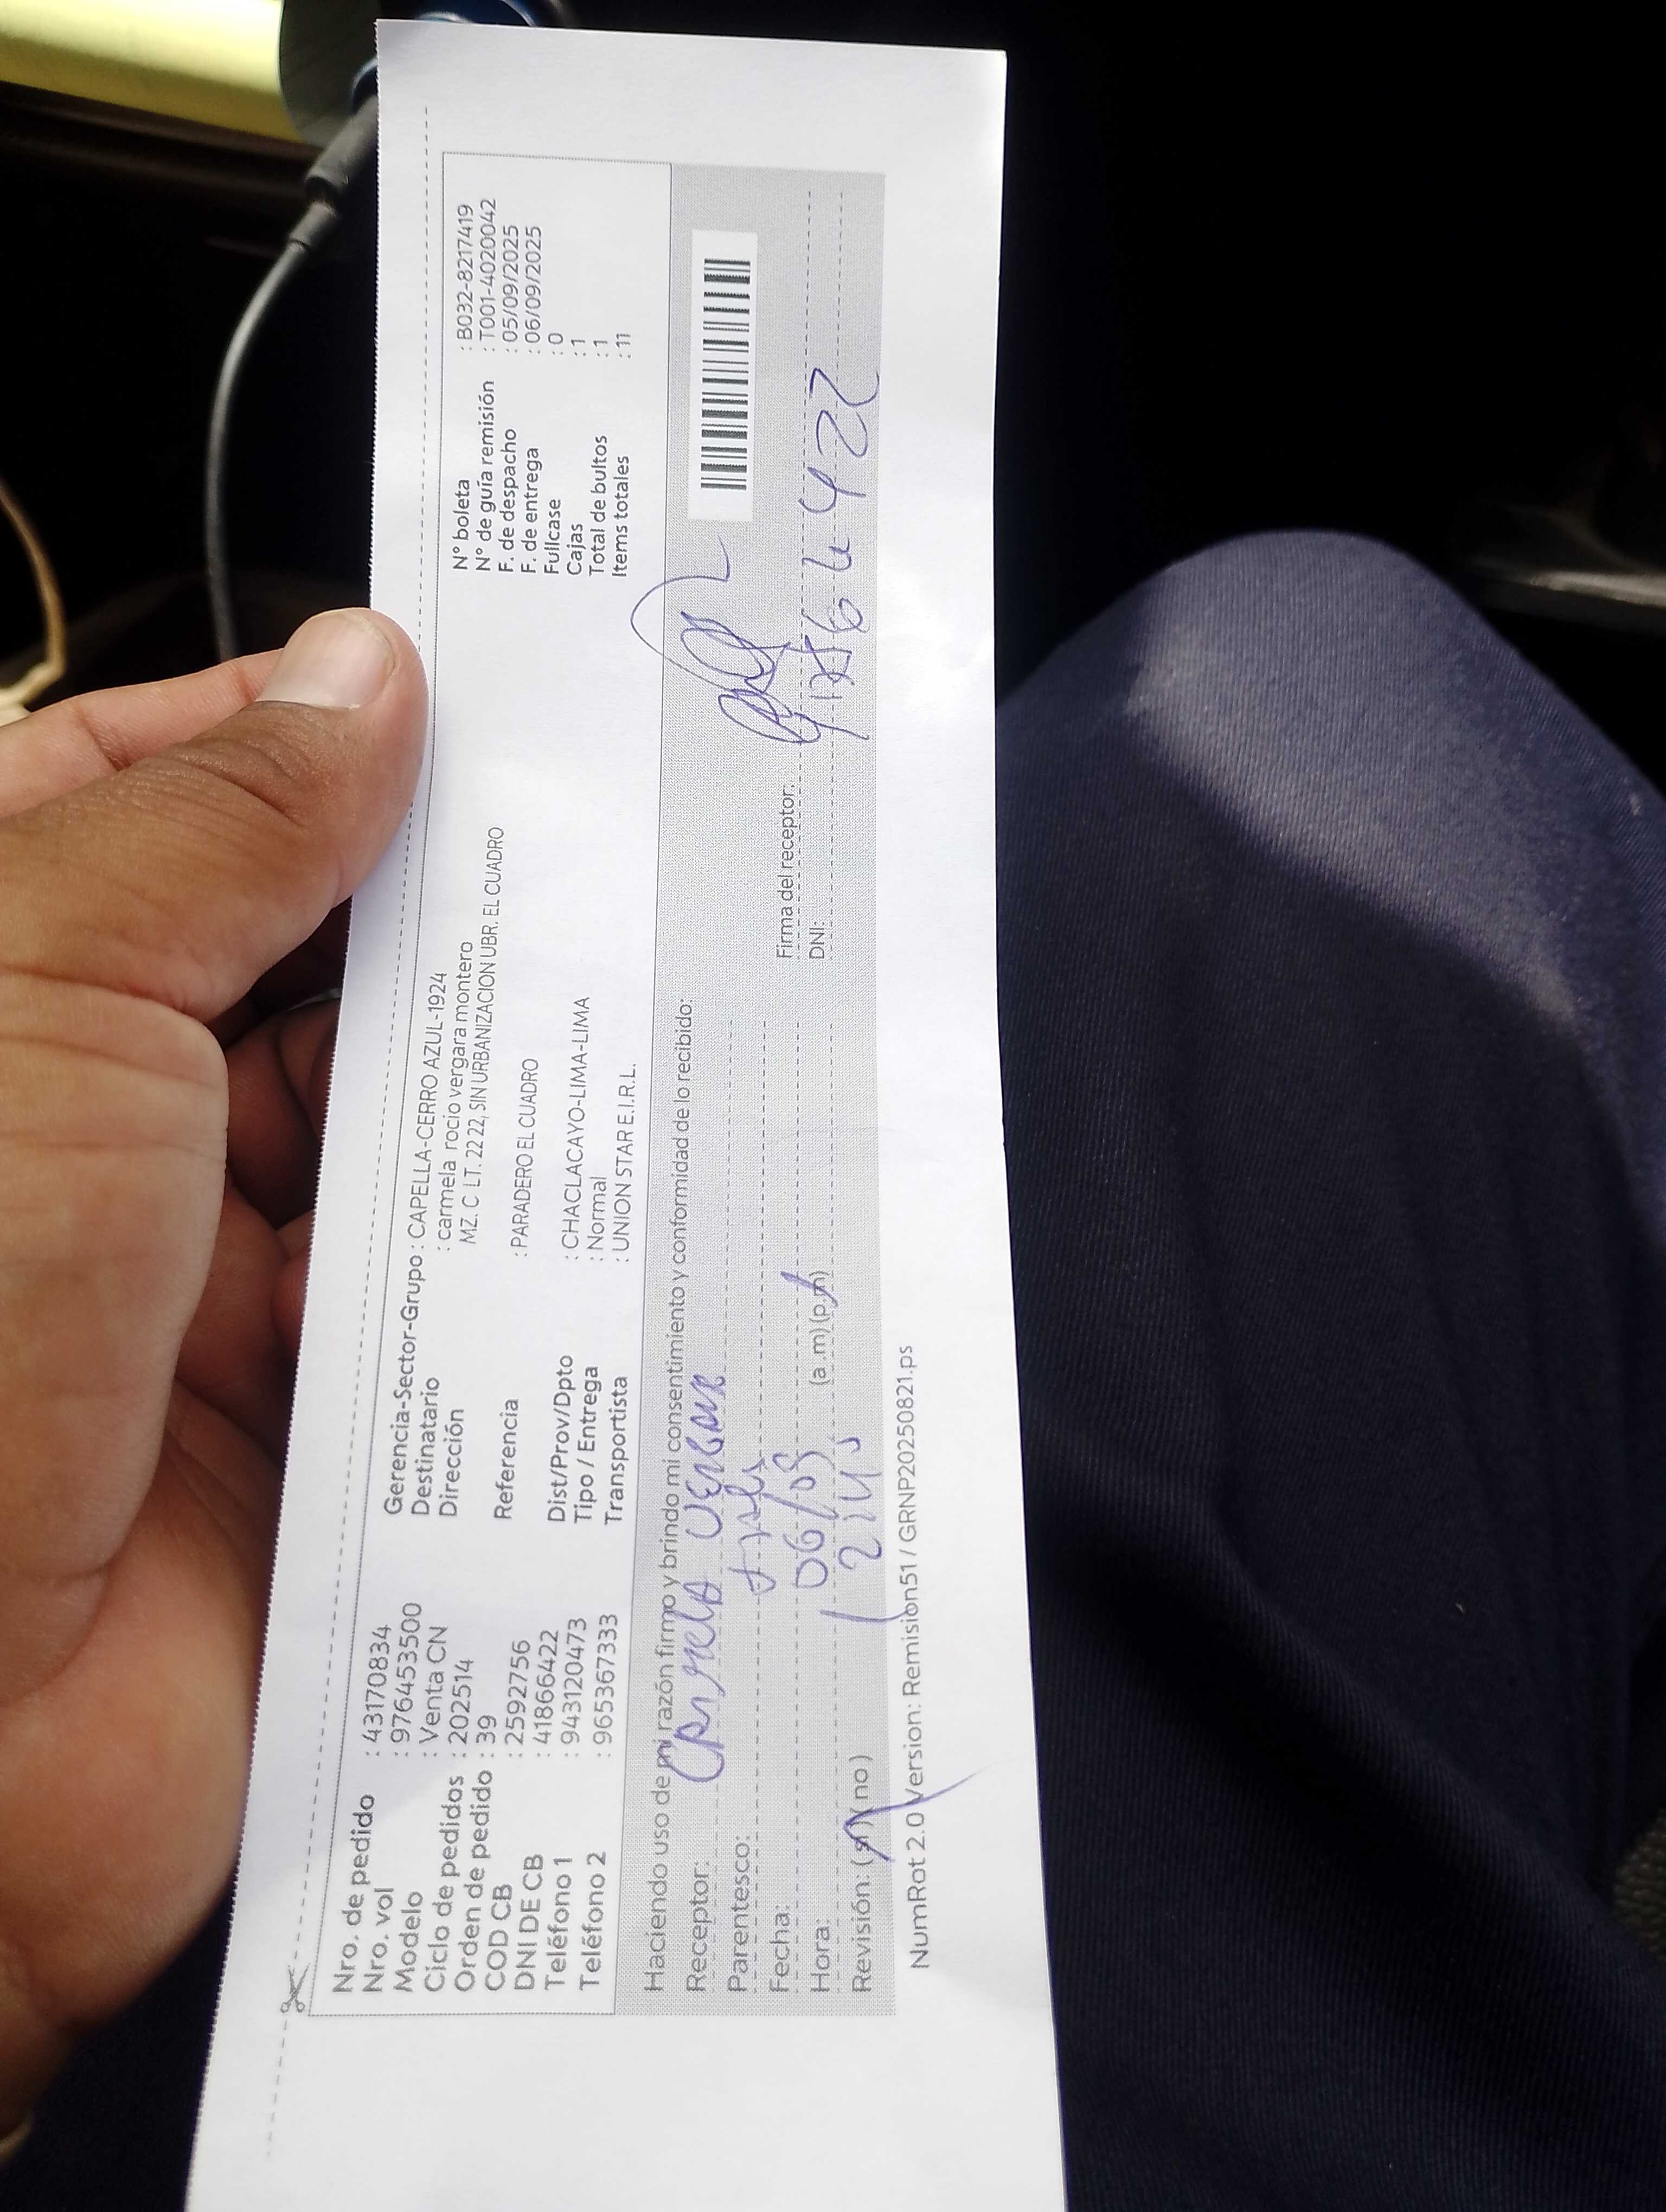 Nro. de pedido : 43170834
Nro. vol : 976453500
Modelo : Venta CN
Ciclo de pedidos : 202514
Orden de pedido : 39
COD CB : 2592756
DNI DE CB : 41866422
Teléfono 1 : 943120473
Teléfono 2 : 965367333
Gerencia-Sector-Grupo : CAPELLA-CERRO AZUL-1924
Destinatario : carmela rocio vergara montero
Dirección MZ. C LT. 22 22, SIN URBANIZACION UBR. EL CUADRO
Referencia : PARADERO EL CUADRO
Dist/Prov/Dpto : CHACLACAYO-LIMA-LIMA
Tipo / Entrega : Normal
Transportista : UNION STAR E.I.R.L.
N° boleta : B032-8217419
N° de guía remisión : T001-4020042
F. de despacho : 05/09/2025
F. de entrega : 06/09/2025
Fullcase : 0
Cajas : 1
Total de bultos : 1
Items totales : 11
Haciendo uso de mi razón firmo y brindo mi consentimiento y conformidad de lo recibido:
Receptor: Carmela Vergara
Parentesco:
Fecha: 06/09
Hora: (a.m) (p.m)
Revisión: (si) ( no )
Firma del receptor:
DNI:
NumRot 2.0 Version: Remision51 / GRNP20250821.ps